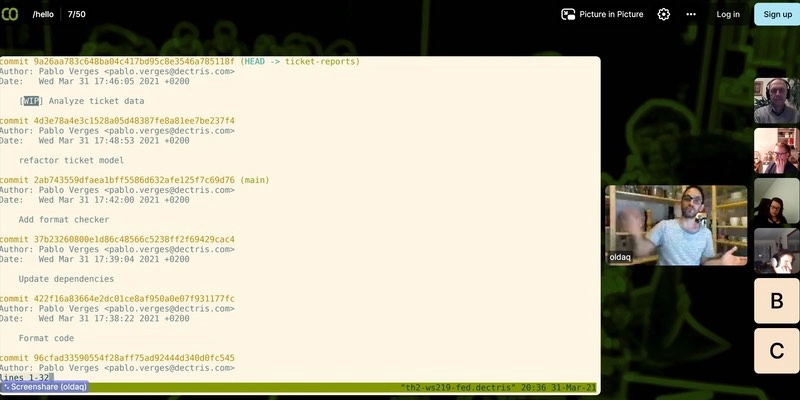 /hello 7/50 Picture in Picture Log in Sign up
commit 9a26aa783c648ba04c417bd95c8e3546a785118f (HEAD -> ticket-reports)
Author: Pablo Verges <pablo.verges@dectris.com>
Date: Wed Mar 31 17:46:05 2021 +0200
[WIP] Analyze ticket data
commit 4d3e78a4e3c1528a05d48387fe8a81ee7be237f4
Author: Pablo Verges <pablo.verges@dectris.com>
Date: Wed Mar 31 17:48:53 2021 +0200
refactor ticket model
commit 2ab743559dfaea1bff5586d632afe125f7c69d76 (main)
Author: Pablo Verges <pablo.verges@dectris.com>
Date: Wed Mar 31 17:42:00 2021 +0200
Add format checker
commit 37b23260800e1d86c48566c5238ff2f69429cac4
Author: Pablo Verges <pablo.verges@dectris.com>
Date: Wed Mar 31 17:39:04 2021 +0200
Update dependencies
commit 422f16a83664e2dc01ce8af950a0e07f931177fc
Author: Pablo Verges <pablo.verges@dectris.com>
Date: Wed Mar 31 17:38:22 2021 +0200
Format code
commit 96cfad33590554f28aff75ad92444d340d0fc545
lines 1-32
Screenshare (oldaq)
"th2-ws219-fed.dectris" 20:36 31-Mar-21
oldaq
B
C